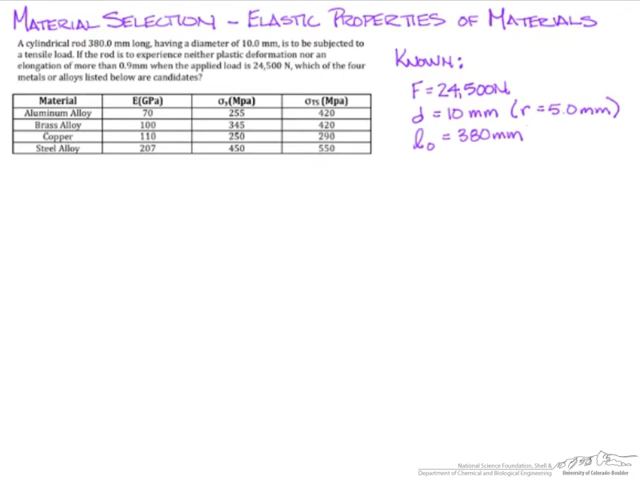 MATERIAL SELECTION - ELASTIC PROPERTIES OF MATERIALS
A cylindrical rod 380.0 mm long, having a diameter of 10.0 mm, is to be subjected to
a tensile load. If the rod is to experience neither plastic deformation nor an
elongation of more than 0.9mm when the applied load is 24,500 N, which of the four
metals or alloys listed below are candidates?
Material E(GPa) σy(Mpa) σTS (Mpa)
Aluminum Alloy 70 255 420
Brass Alloy 100 345 420
Copper 110 250 290
Steel Alloy 207 450 550
KNOWN:
F = 24,500N
d = 10 mm (r = 5.0mm)
l₀ = 380mm
National Science Foundation, Shell &
Department of Chemical and Biological Engineering
University of Colorado-Boulder